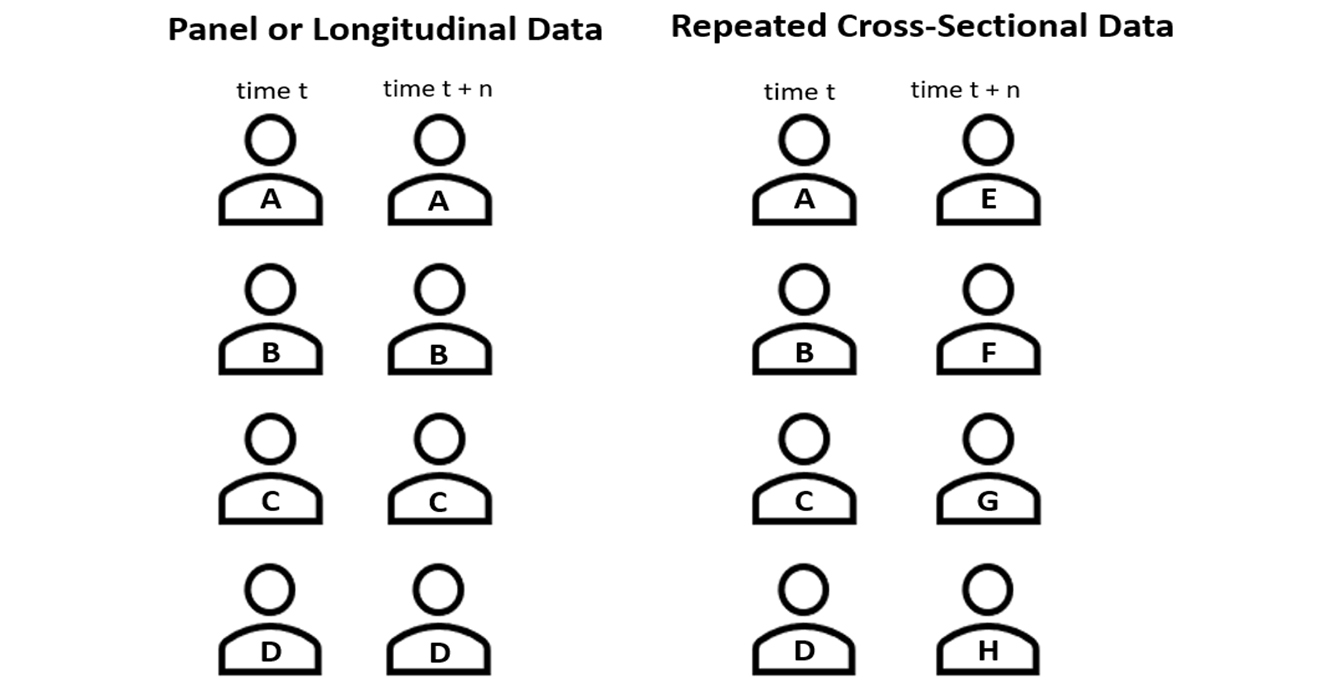 Panel or Longitudinal Data
Repeated Cross-Sectional Data
time t
time t + n
time t
time t + n
A
A
A
E
B
B
B
F
C
C
C
G
D
D
D
H